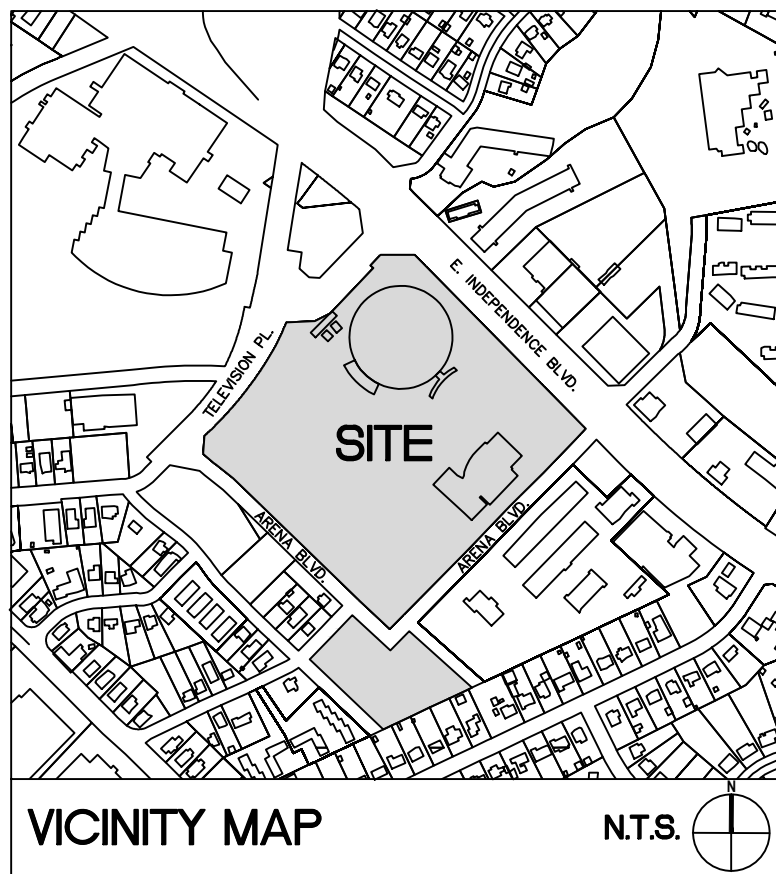 E. INDEPENDENCE BLVD.
TELEVISION PL.
SITE
ARENA BLVD.
ARENA BLVD.
VICINITY MAP
N.T.S.
N